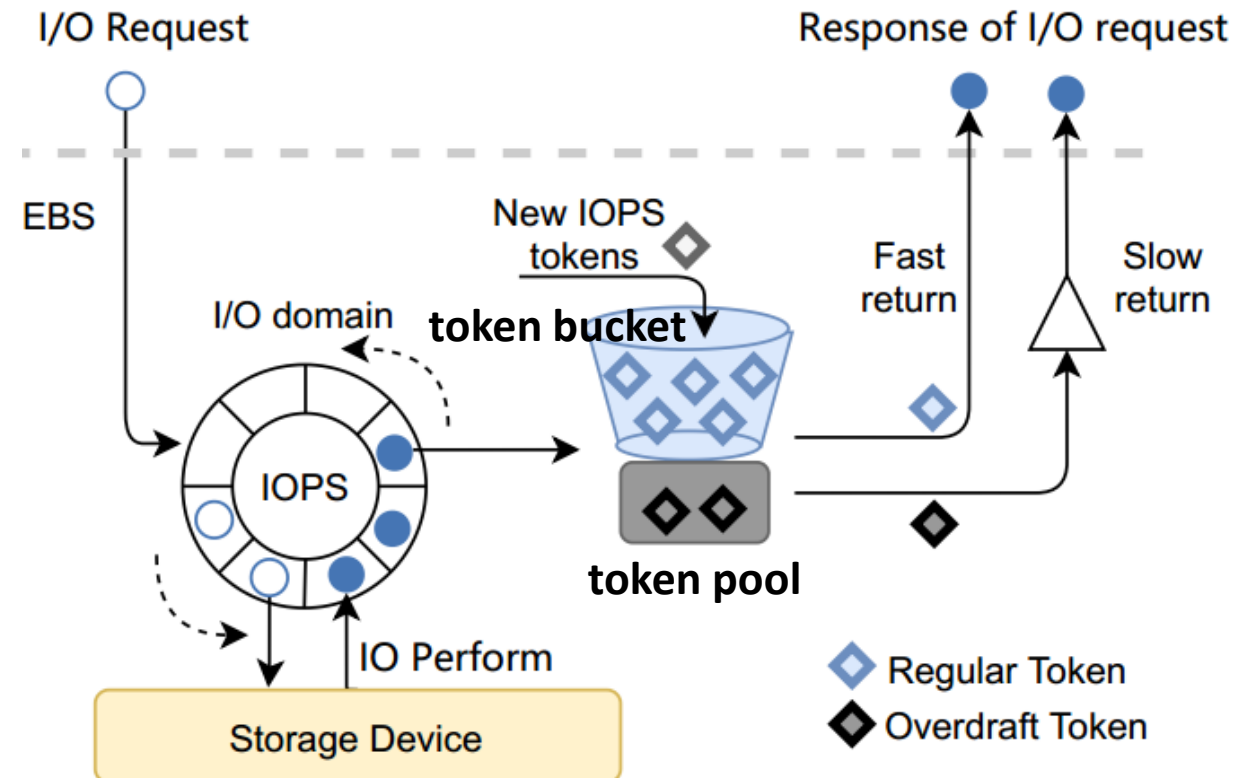 I/O Request
Response of I/O request
EBS
New IOPS
tokens
Fast
return
Slow
return
I/O domain
token bucket
IOPS
token pool
IO Perform
Regular Token
Overdraft Token
Storage Device